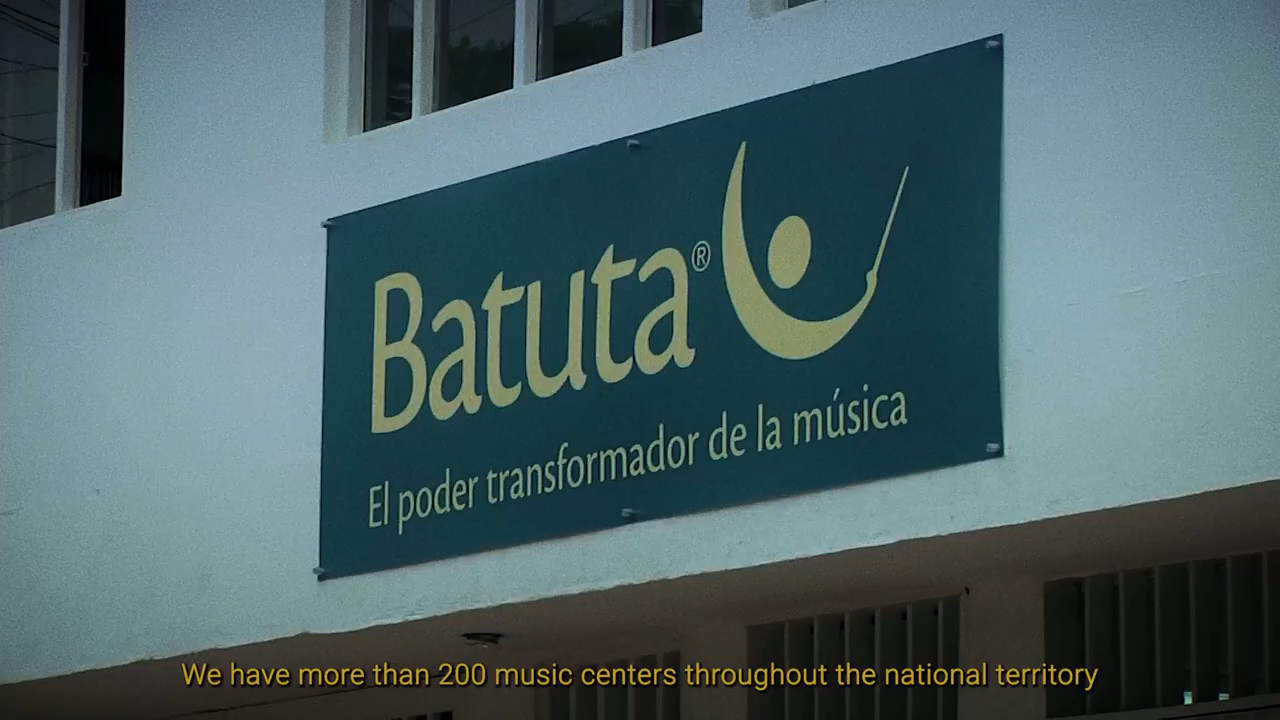 Batuta®
El poder transformador de la música
We have more than 200 music centers throughout the national territory